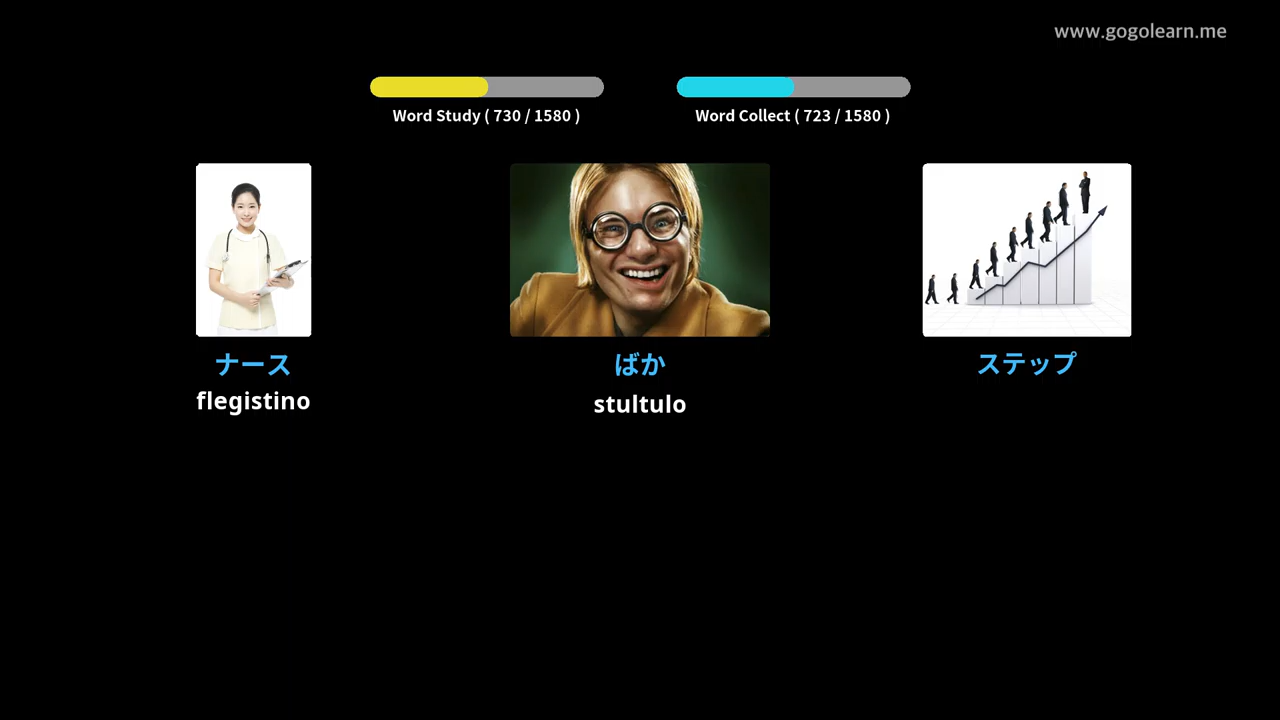 www.gogolearn.me
Word Study ( 730 / 1580 )
Word Collect ( 723 / 1580 )
ナース
ばか
ステップ
flegistino
stultulo